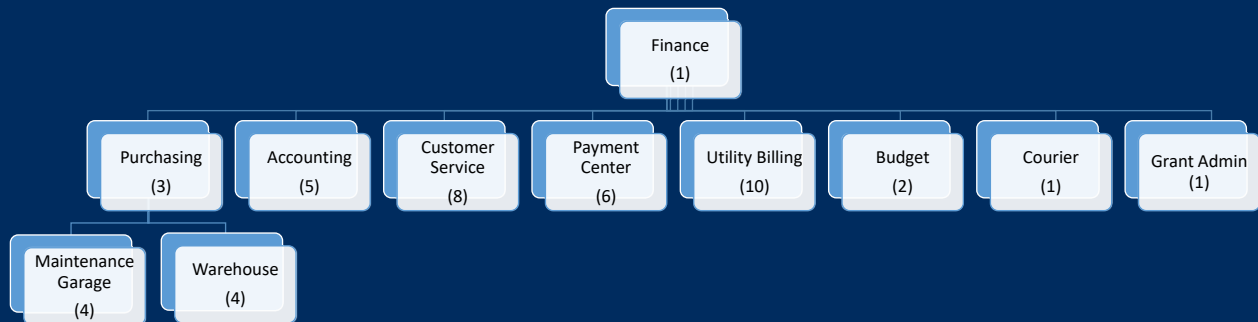 Finance
(1)
Purchasing
(3)
Accounting
(5)
Customer
Service
(8)
Payment
Center
(6)
Utility Billing
(10)
Budget
(2)
Courier
(1)
Grant Admin
(1)
Maintenance
Garage
(4)
Warehouse
(4)